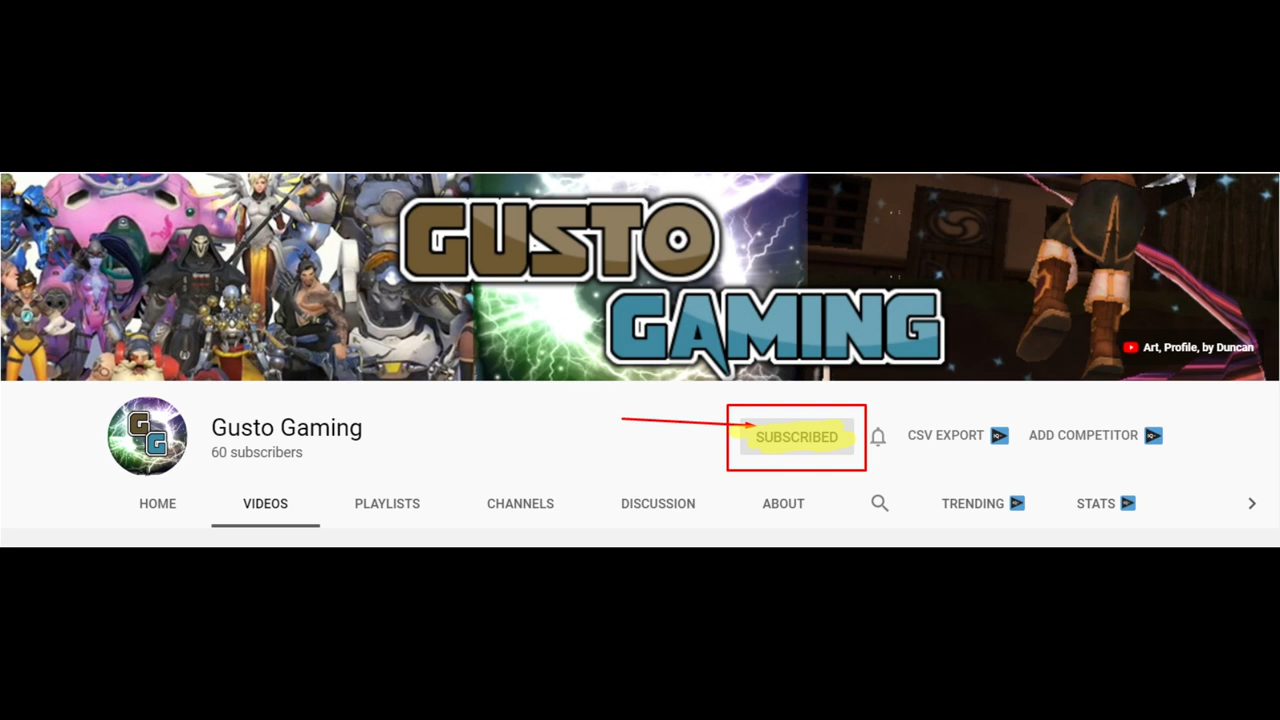 GUSTO
GAMING
Art, Profile, by Duncan
GG
Gusto Gaming
60 subscribers
SUBSCRIBED
CSV EXPORT
ADD COMPETITOR
HOME
VIDEOS
PLAYLISTS
CHANNELS
DISCUSSION
ABOUT
TRENDING
STATS